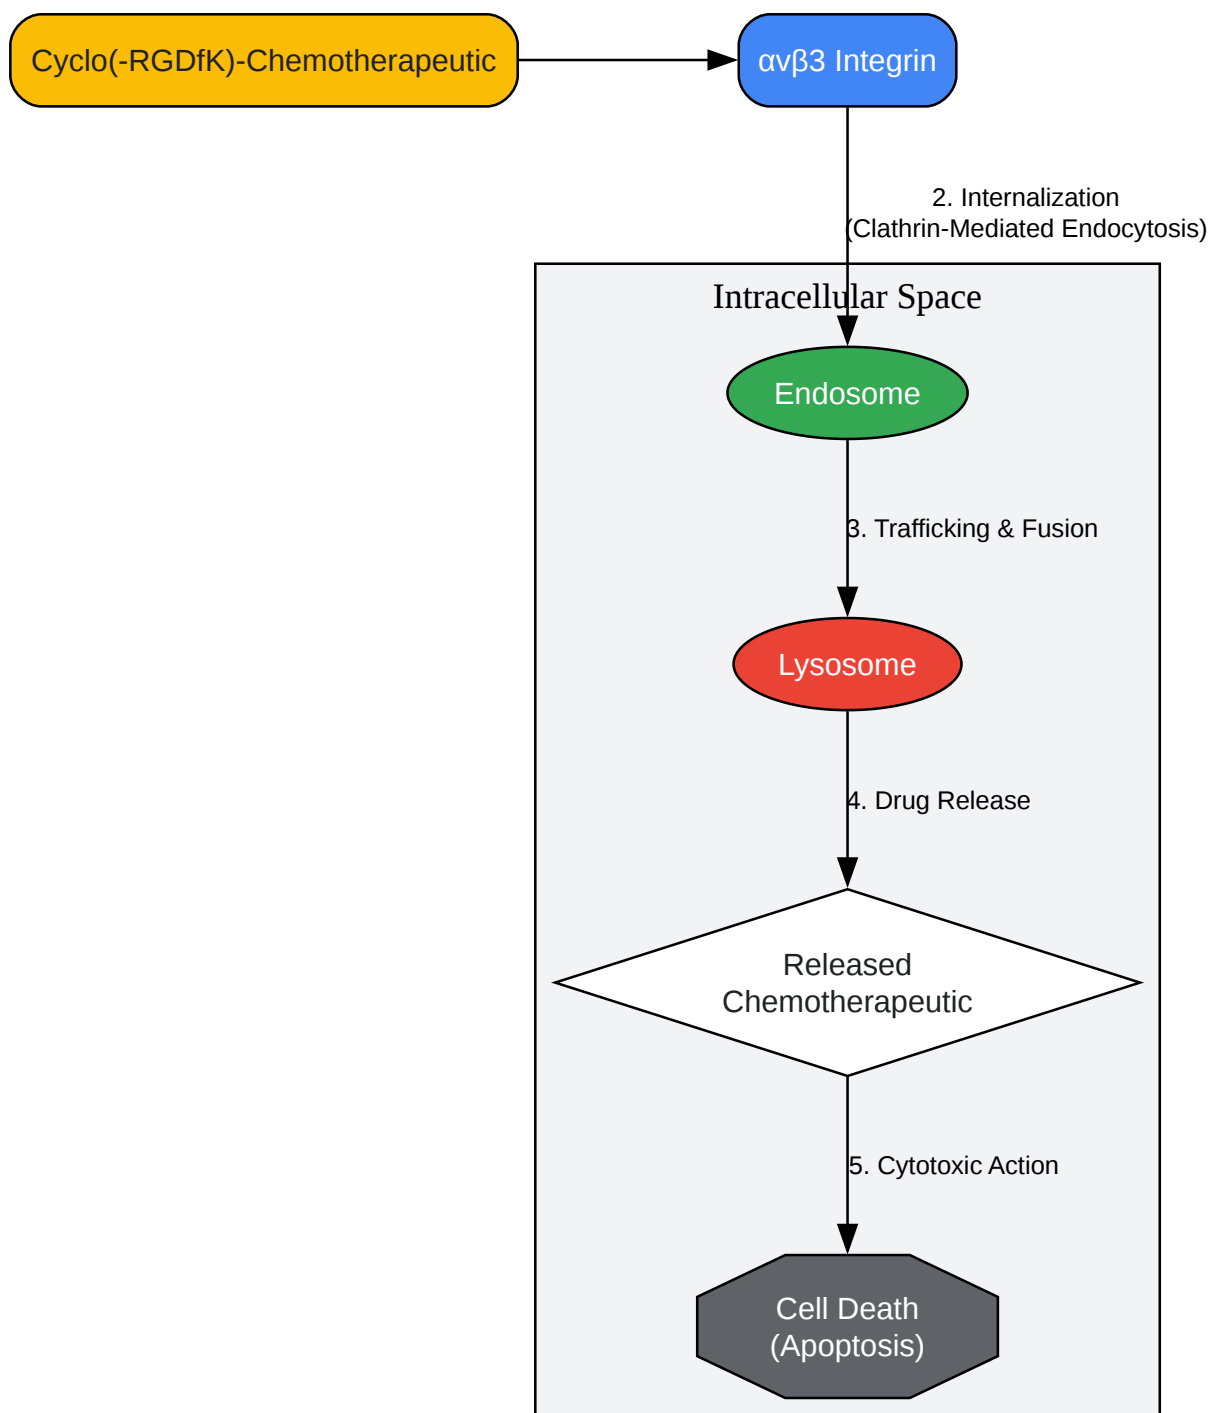 Cyclo(-RGDfK)-Chemotherapeutic
αvβ3 Integrin
2. Internalization
(Clathrin-Mediated Endocytosis)
Intracellular Space
Endosome
3. Trafficking & Fusion
Lysosome
4. Drug Release
Released
Chemotherapeutic
5. Cytotoxic Action
Cell Death
(Apoptosis)